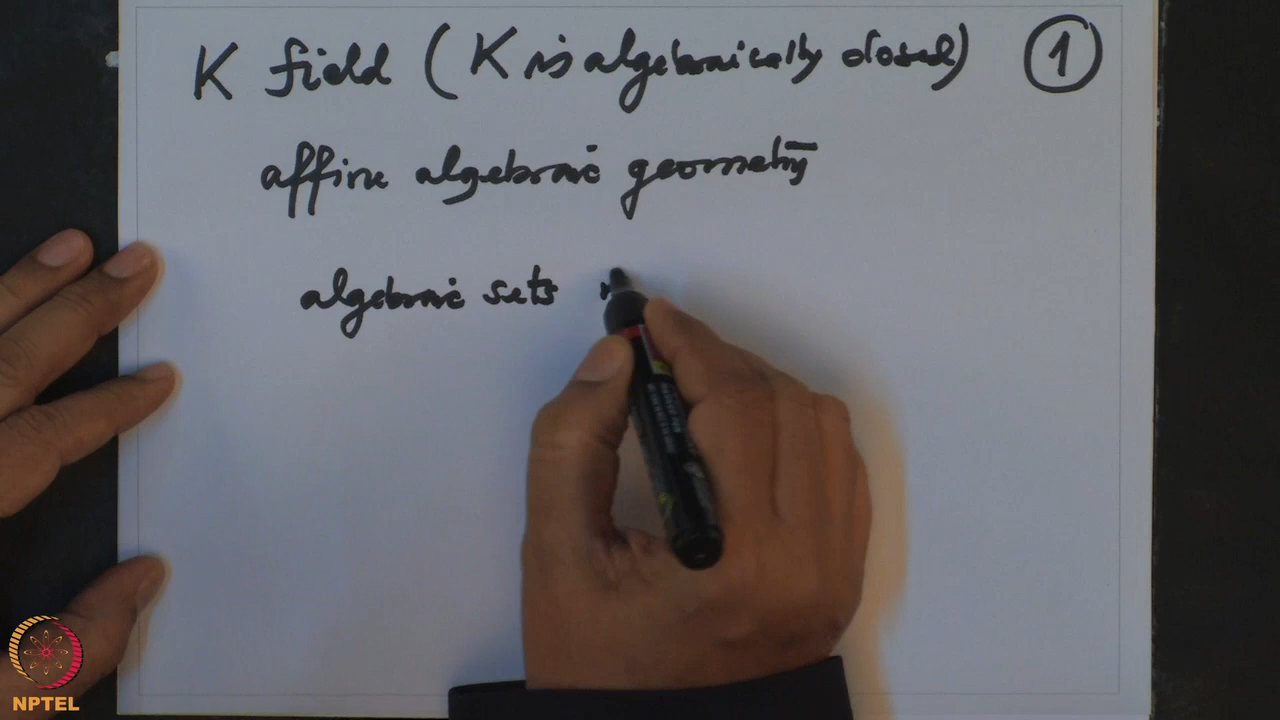 K field (K is algebraically closed) 1
affine algebraic geometry
algebraic sets
NPTEL